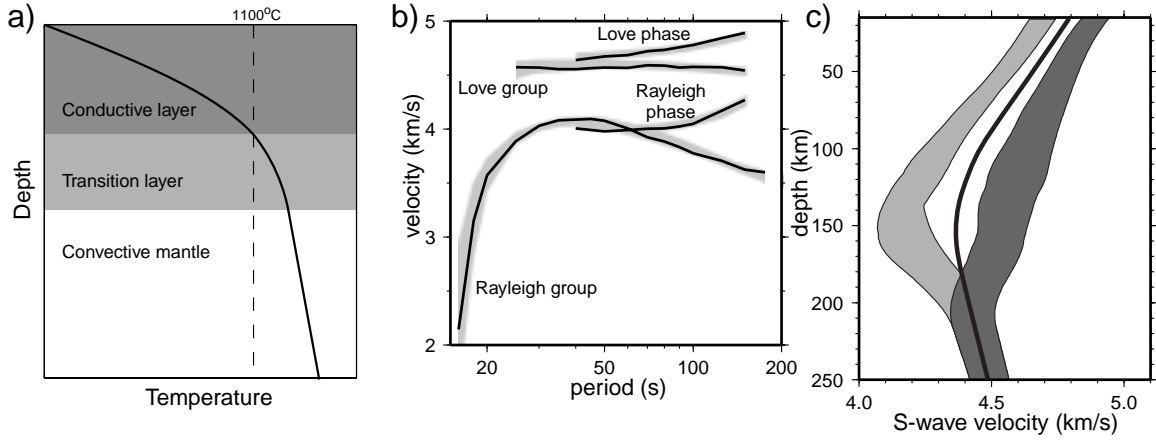 a)
1100°C
Conductive layer
Transition layer
Convective mantle
Depth
Temperature
b)
5
4
3
2
velocity (km/s)
Love phase
Love group
Rayleigh
phase
Rayleigh group
20
50
100
200
period (s)
c)
50
100
150
200
250
depth (km)
4.0
4.5
5.0
S-wave velocity (km/s)